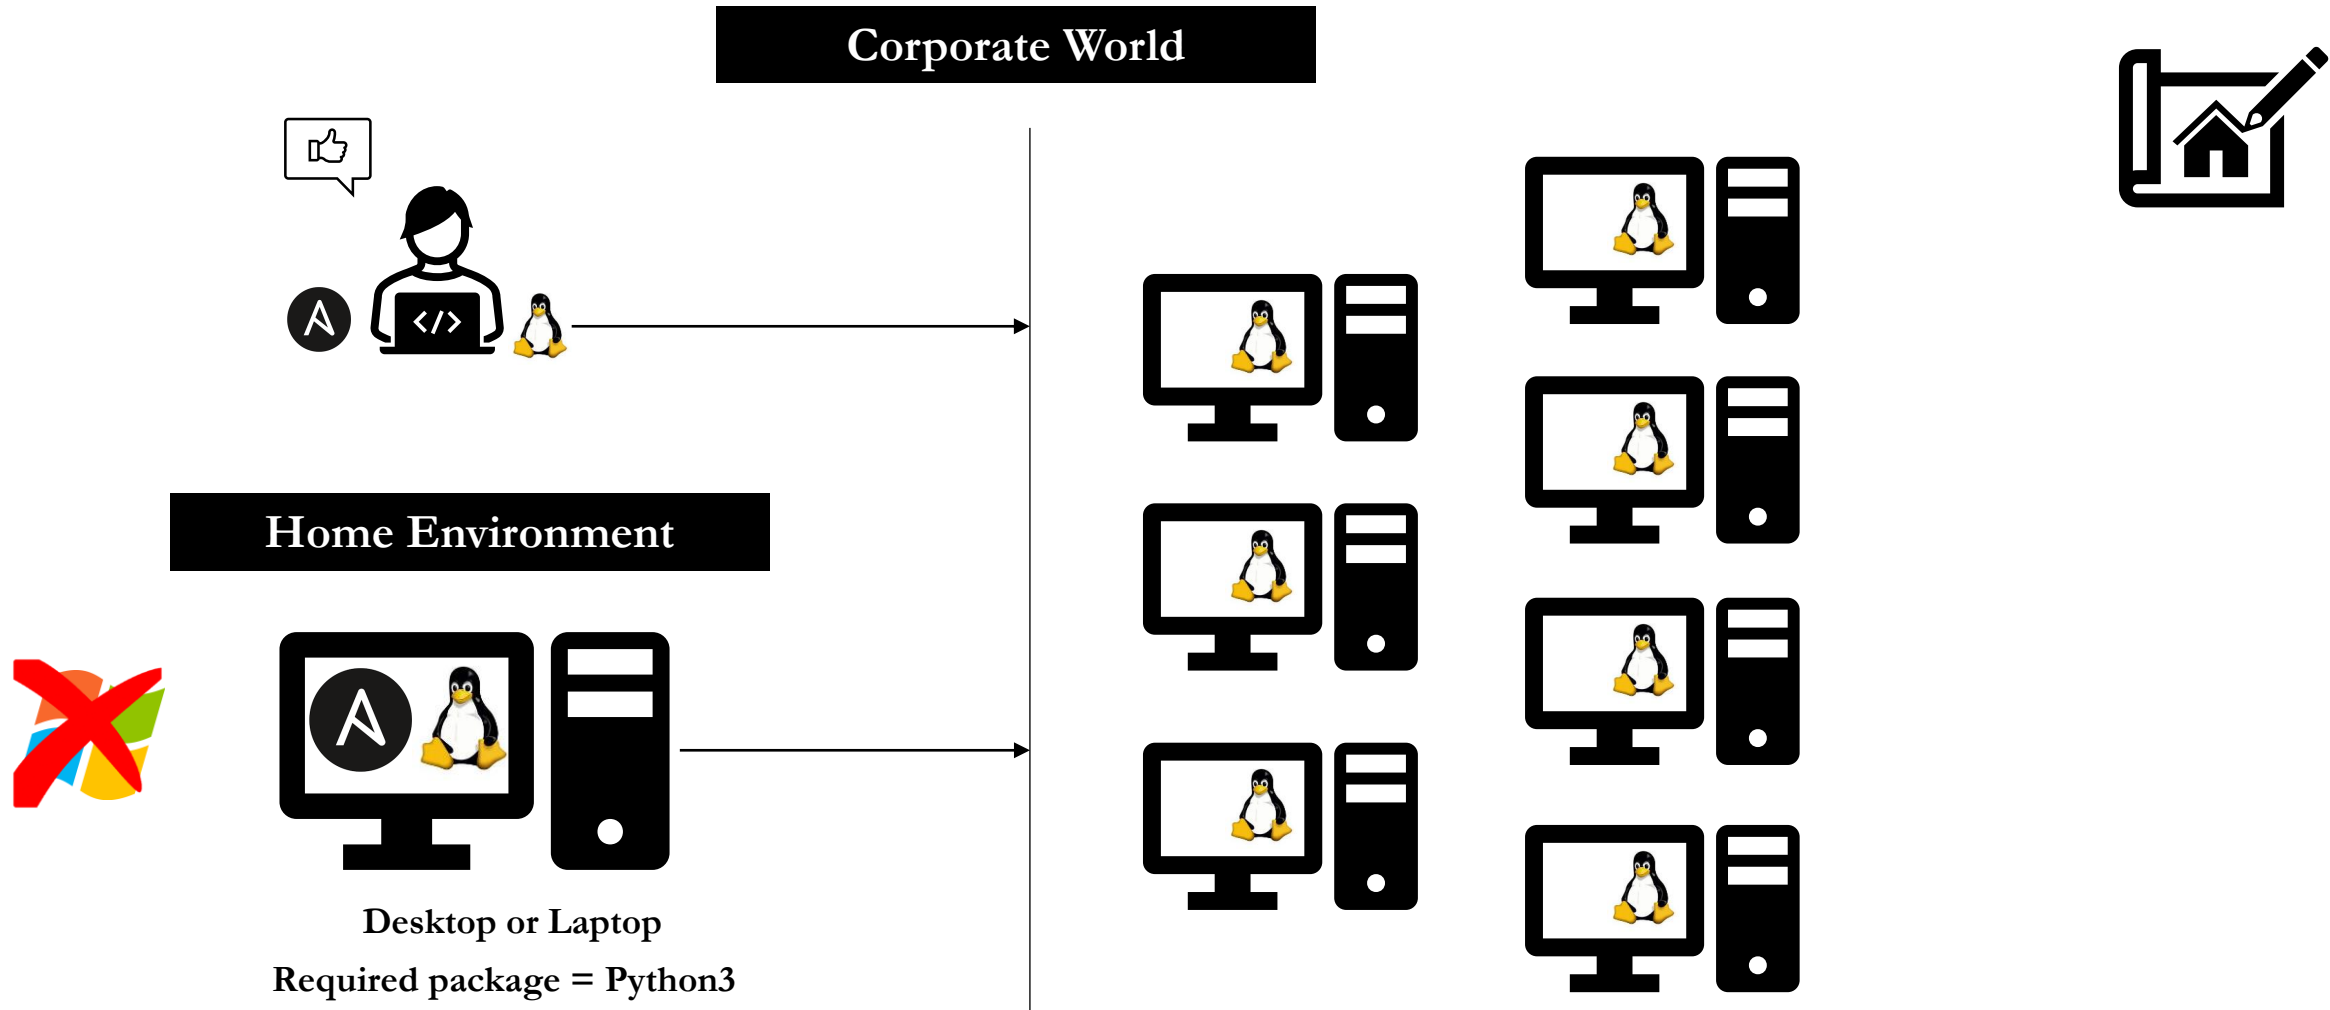 Corporate World
</>
Home Environment
Desktop or Laptop
Required package = Python3